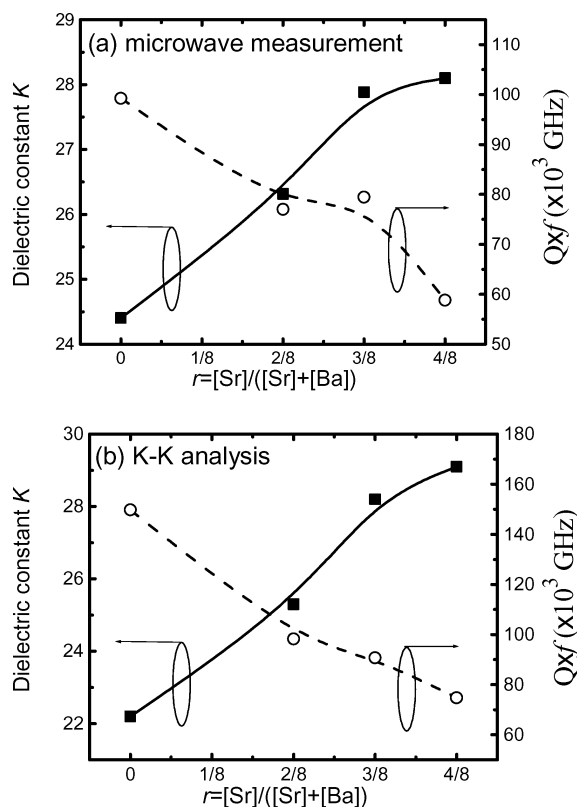 (a) microwave measurement
Dielectric constant K
29
28
27
26
25
24
Qxf (x10³ GHz)
110
100
90
80
70
60
50
0 1/8 2/8 3/8 4/8
r=[Sr]/([Sr]+[Ba])
(b) K-K analysis
Dielectric constant K
30
28
26
24
22
Qxf (x10³ GHz)
180
160
140
120
100
80
60
0 1/8 2/8 3/8 4/8
r=[Sr]/([Sr]+[Ba])